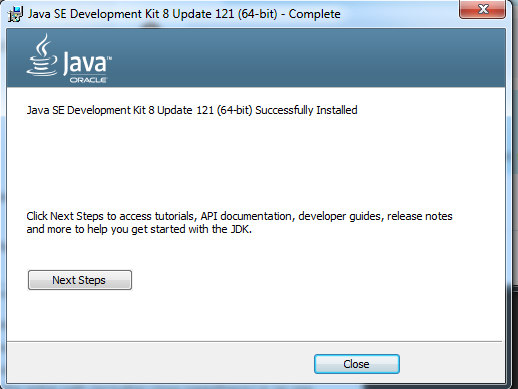 Java SE Development Kit 8 Update 121 (64-bit) - Complete
Java™
ORACLE
Java SE Development Kit 8 Update 121 (64-bit) Successfully Installed
Click Next Steps to access tutorials, API documentation, developer guides, release notes
and more to help you get started with the JDK.
Next Steps
Close